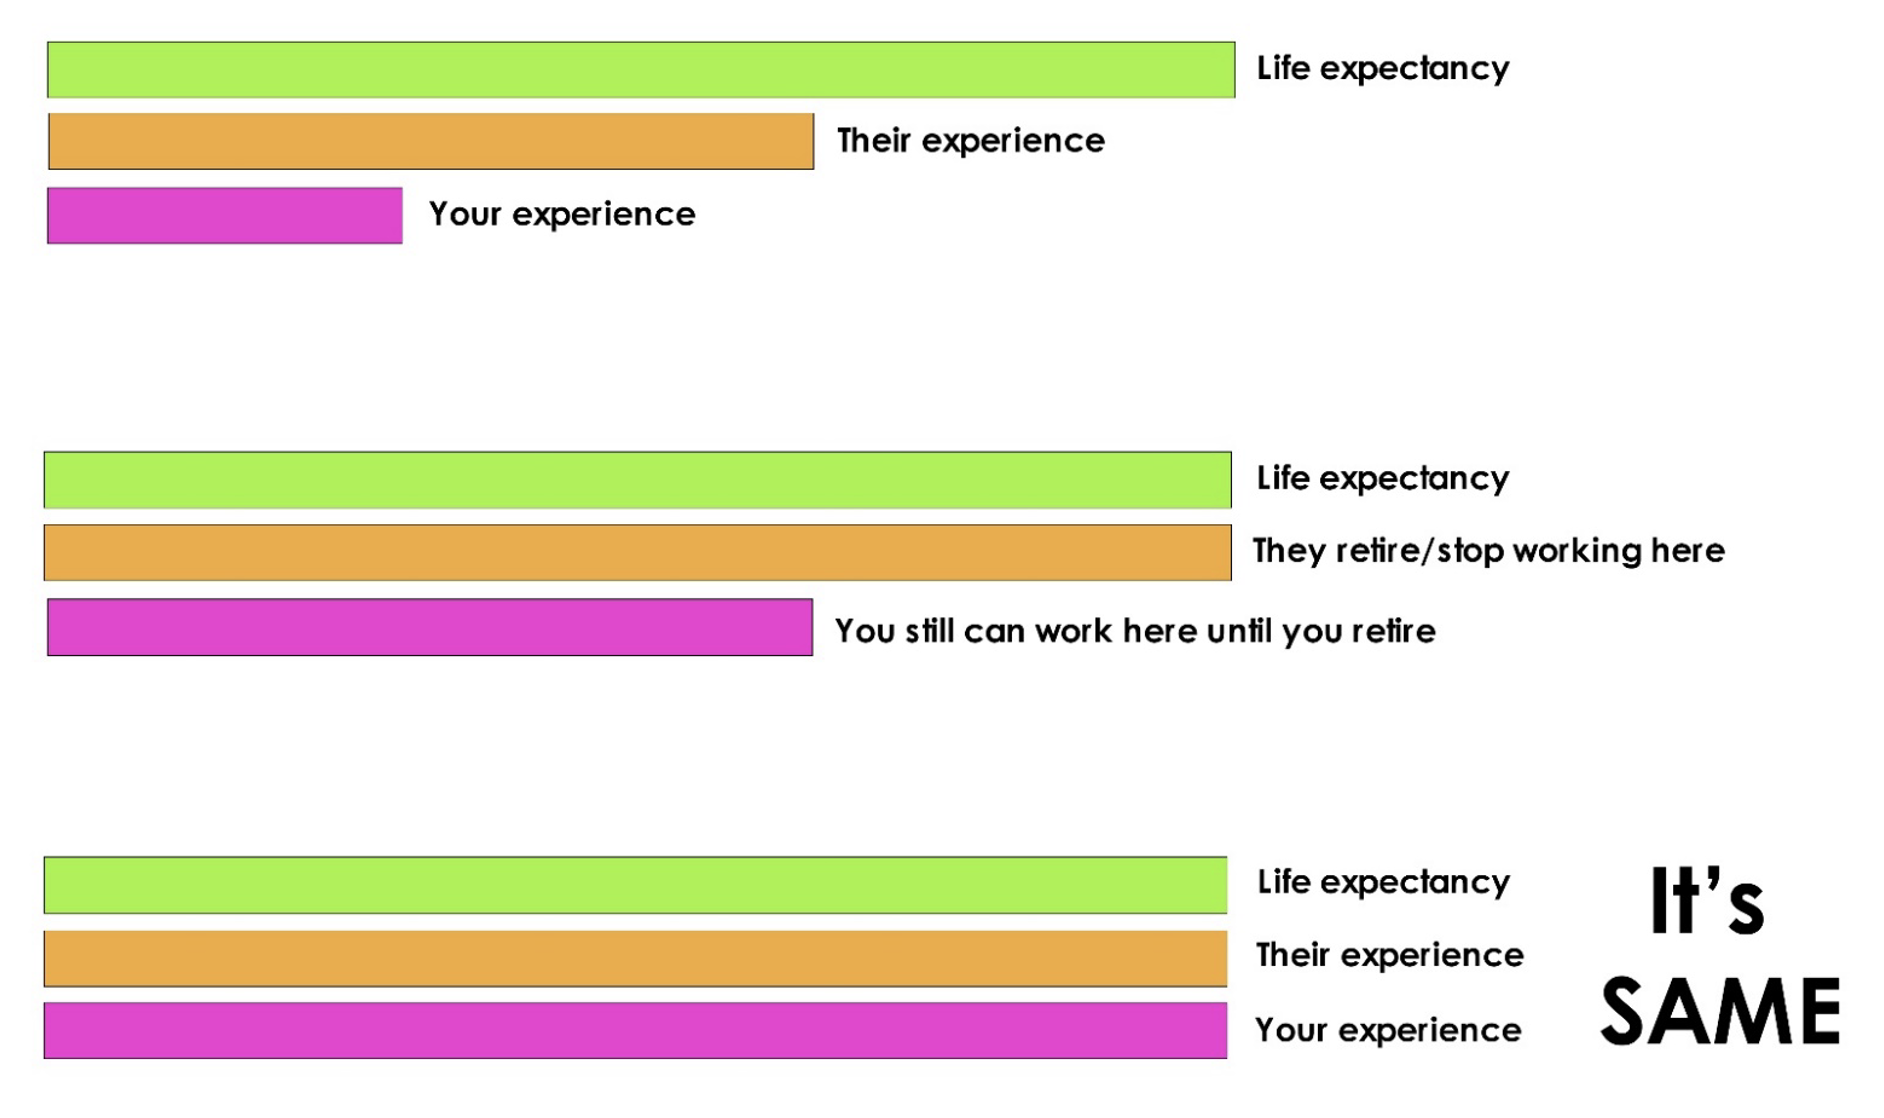 Life expectancy
Their experience
Your experience
Life expectancy
They retire/stop working here
You still can work here until you retire
Life expectancy
Their experience
Your experience
It's
SAME